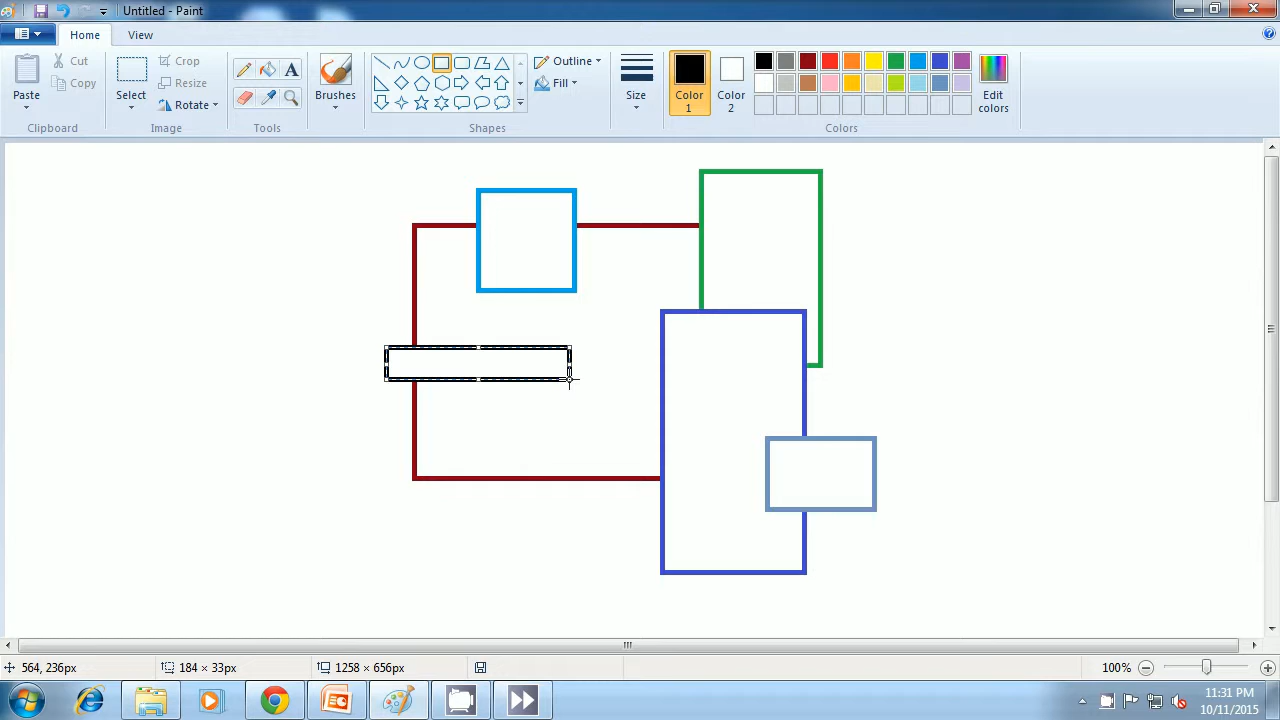 Untitled - Paint
Home View
Paste
Cut
Copy
Clipboard
Select
Crop
Resize
Rotate
Image
A
Tools
Brushes
Outline
Fill
Shapes
Size
Color 1
Color 2
Edit colors
Colors
564, 236px
184 × 33px
1258 × 656px
100%
11:31 PM
10/11/2015